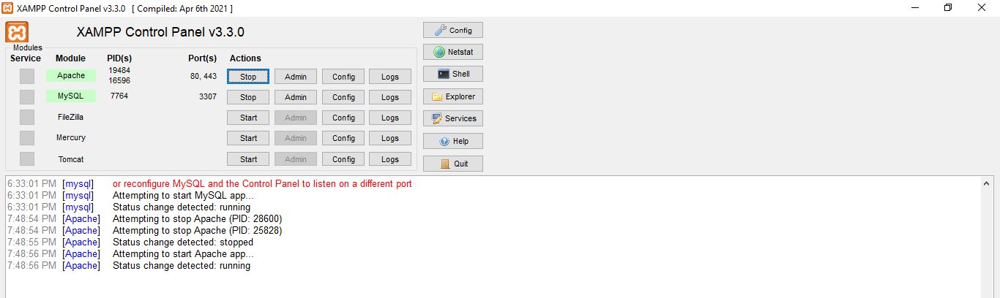 XAMPP Control Panel v3.3.0 [ Compiled: Apr 6th 2021 ]
XAMPP Control Panel v3.3.0
Config
Modules
Service Module PID(s) Port(s) Actions
Netstat
Apache 19484 80, 443 Stop Admin Config Logs
16596
Shell
MySQL 7764 3307 Stop Admin Config Logs
Explorer
FileZilla Start Admin Config Logs
Services
Mercury Start Admin Config Logs
Help
Tomcat Start Admin Config Logs
Quit
6:33:01 PM [mysql] or reconfigure MySQL and the Control Panel to listen on a different port
6:33:01 PM [mysql] Attempting to start MySQL app...
6:33:01 PM [mysql] Status change detected: running
7:48:54 PM [Apache] Attempting to stop Apache (PID: 28600)
7:48:54 PM [Apache] Attempting to stop Apache (PID: 25828)
7:48:55 PM [Apache] Status change detected: stopped
7:48:56 PM [Apache] Attempting to start Apache app...
7:48:56 PM [Apache] Status change detected: running